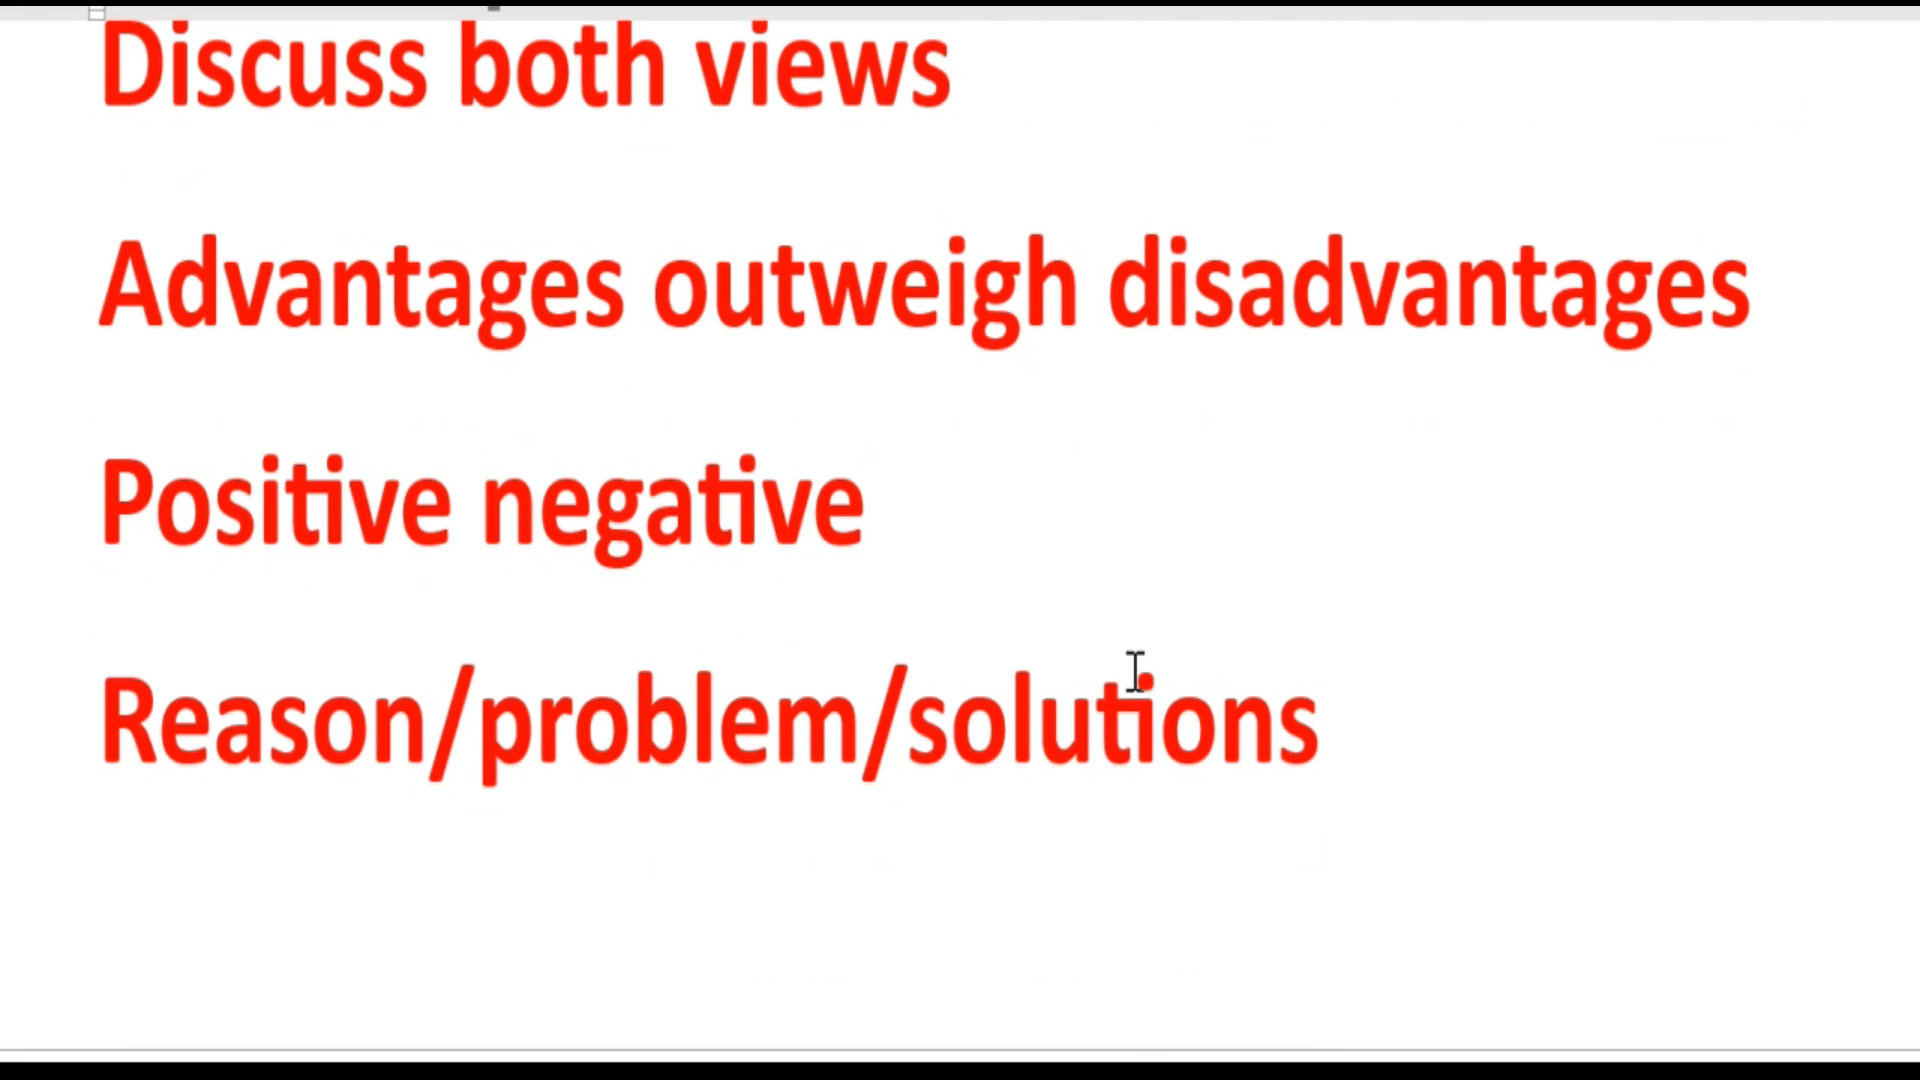 Discuss both views
Advantages outweigh disadvantages
Positive negative
Reason/problem/solutions